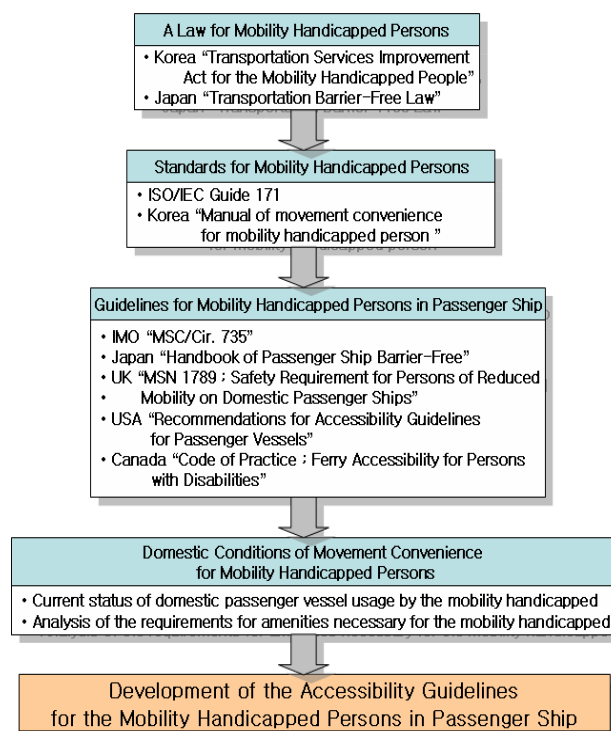 A Law for Mobility Handicapped Persons
• Korea “Transportation Services Improvement
Act for the Mobility Handicapped People”
• Japan “Transportation Barrier-Free Law”
Standards for Mobility Handicapped Persons
• ISO/IEC Guide 171
• Korea “Manual of movement convenience
for mobility handicapped person ”
Guidelines for Mobility Handicapped Persons in Passenger Ship
• IMO “MSC/Cir. 735”
• Japan “Handbook of Passenger Ship Barrier-Free”
• UK “MSN 1789 ; Safety Requirement for Persons of Reduced
• Mobility on Domestic Passenger Ships”
• USA “Recommendations for Accessibility Guidelines
for Passenger Vessels”
• Canada “Code of Practice ; Ferry Accessibility for Persons
with Disabilities”
Domestic Conditions of Movement Convenience
for Mobility Handicapped Persons
• Current status of domestic passenger vessel usage by the mobility handicapped
• Analysis of the requirements for amenities necessary for the mobility handicapped
Development of the Accessibility Guidelines
for the Mobility Handicapped Persons in Passenger Ship